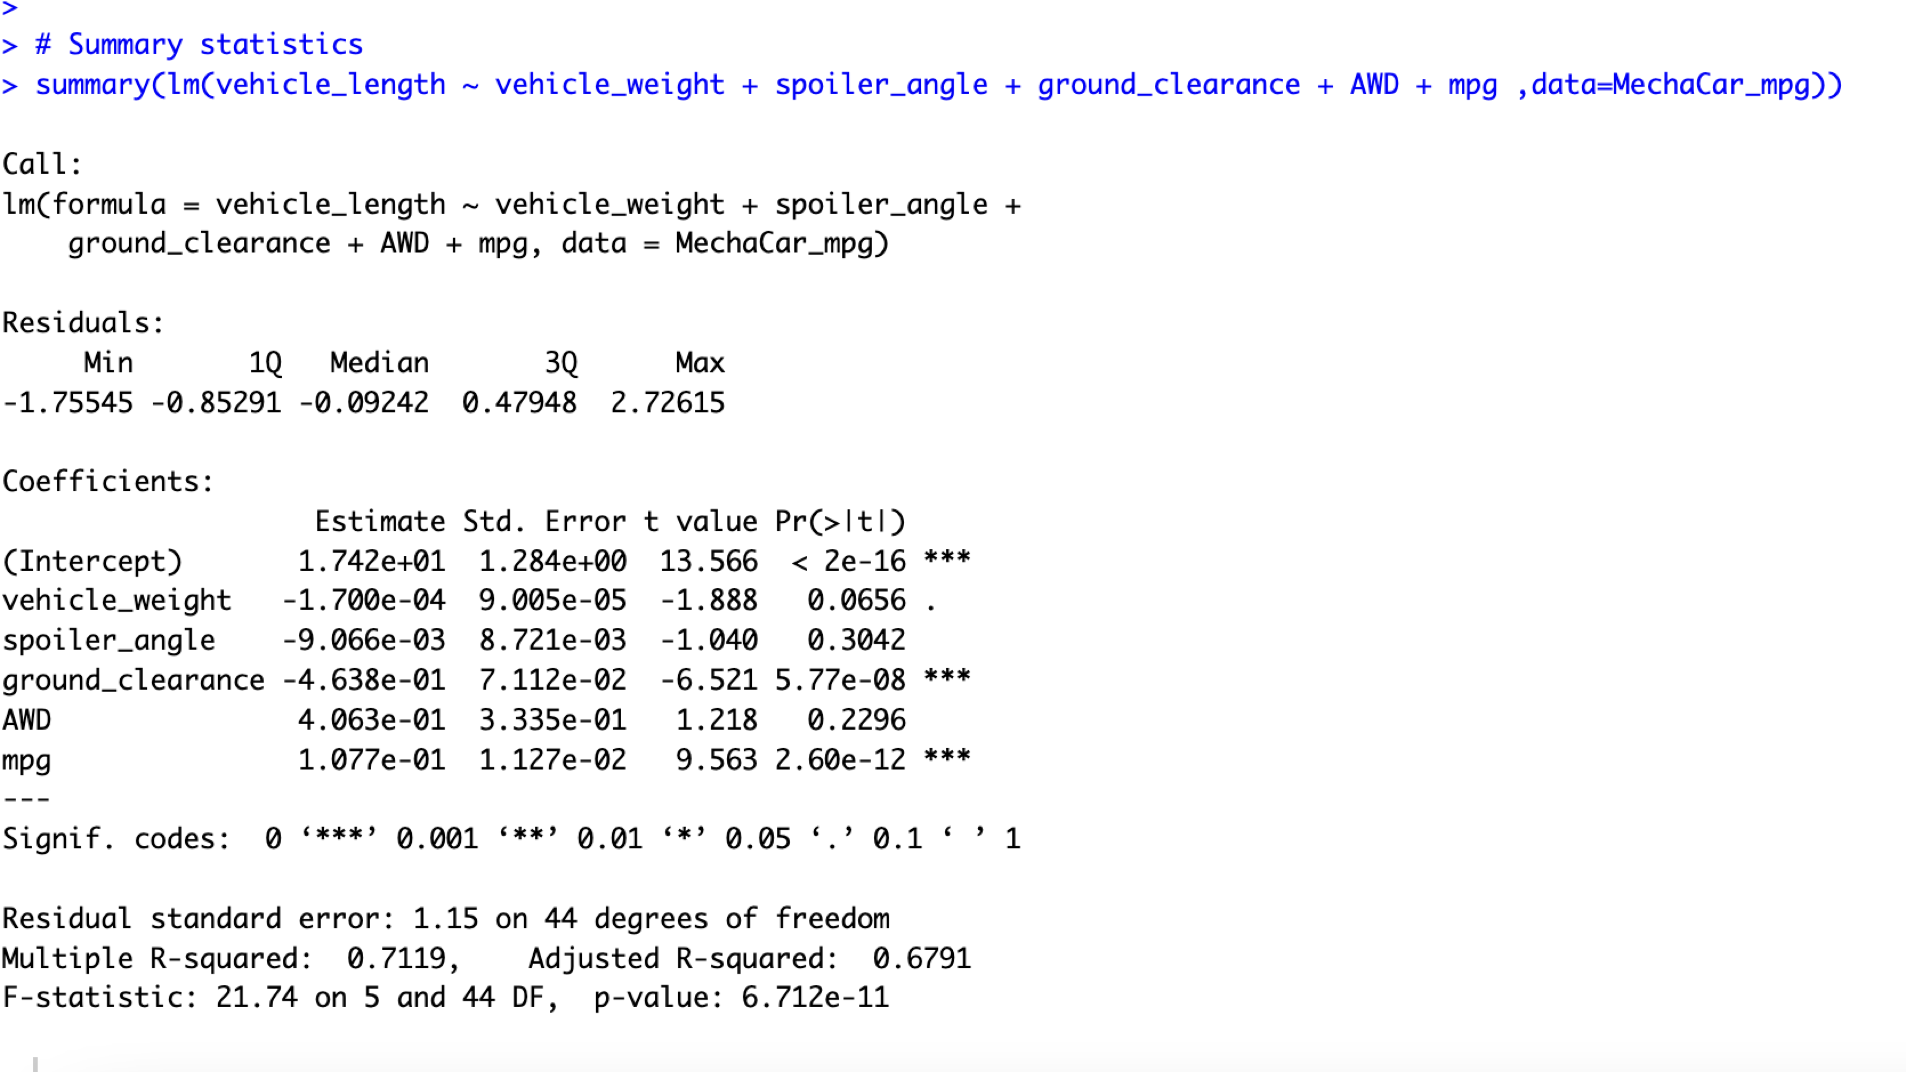 >
> # Summary statistics
> summary(lm(vehicle_length ~ vehicle_weight + spoiler_angle + ground_clearance + AWD + mpg ,data=MechaCar_mpg))

Call:
lm(formula = vehicle_length ~ vehicle_weight + spoiler_angle +
    ground_clearance + AWD + mpg, data = MechaCar_mpg)

Residuals:
     Min       1Q   Median       3Q      Max
-1.75545 -0.85291 -0.09242  0.47948  2.72615

Coefficients:
                   Estimate Std. Error t value Pr(>|t|)
(Intercept)       1.742e+01  1.284e+00  13.566  < 2e-16 ***
vehicle_weight   -1.700e-04  9.005e-05  -1.888   0.0656 .
spoiler_angle    -9.066e-03  8.721e-03  -1.040   0.3042
ground_clearance -4.638e-01  7.112e-02  -6.521 5.77e-08 ***
AWD               4.063e-01  3.335e-01   1.218   0.2296
mpg               1.077e-01  1.127e-02   9.563 2.60e-12 ***
---
Signif. codes:  0 ‘***’ 0.001 ‘**’ 0.01 ‘*’ 0.05 ‘.’ 0.1 ‘ ’ 1

Residual standard error: 1.15 on 44 degrees of freedom
Multiple R-squared:  0.7119,    Adjusted R-squared:  0.6791
F-statistic: 21.74 on 5 and 44 DF,  p-value: 6.712e-11